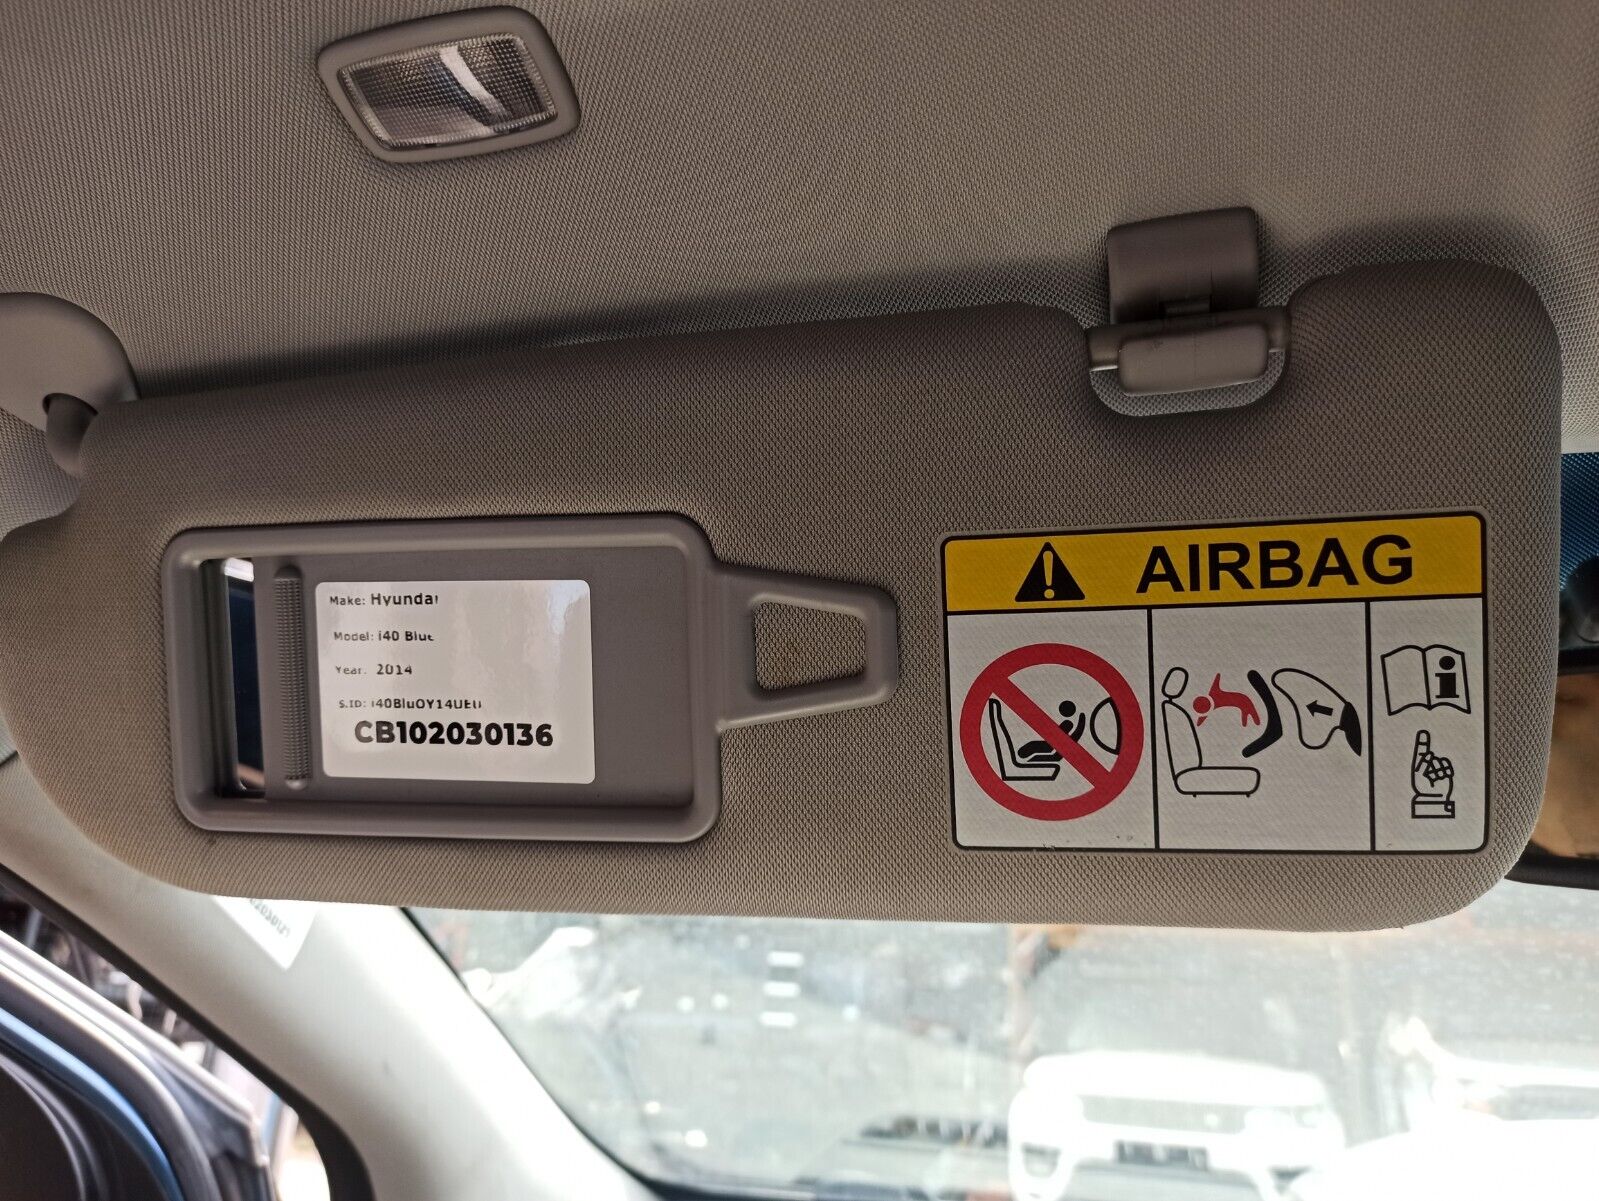 Make: Hyundai
Model: i40 Blue
Year: 2014
S.ID: i40BluOY14UEU
CB102030136
AIRBAG